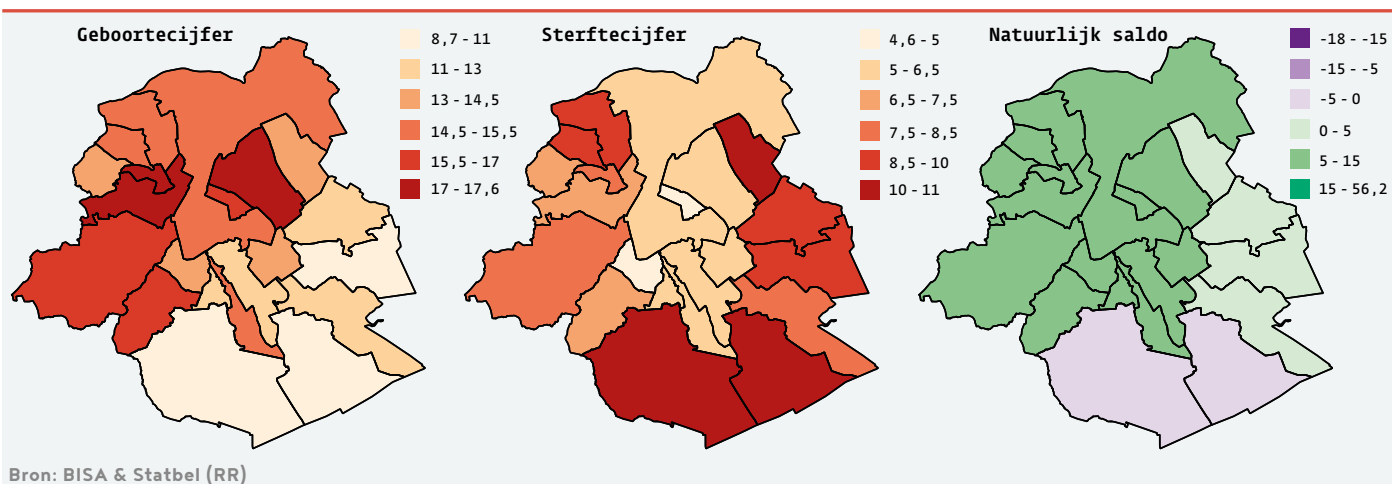 Geboortecijfer
8,7 - 11
11 - 13
13 - 14,5
14,5 - 15,5
15,5 - 17
17 - 17,6
Sterftecijfer
4,6 - 5
5 - 6,5
6,5 - 7,5
7,5 - 8,5
8,5 - 10
10 - 11
Natuurlijk saldo
-18 - -15
-15 - -5
-5 - 0
0 - 5
5 - 15
15 - 56,2
Bron: BISA & Statbel (RR)